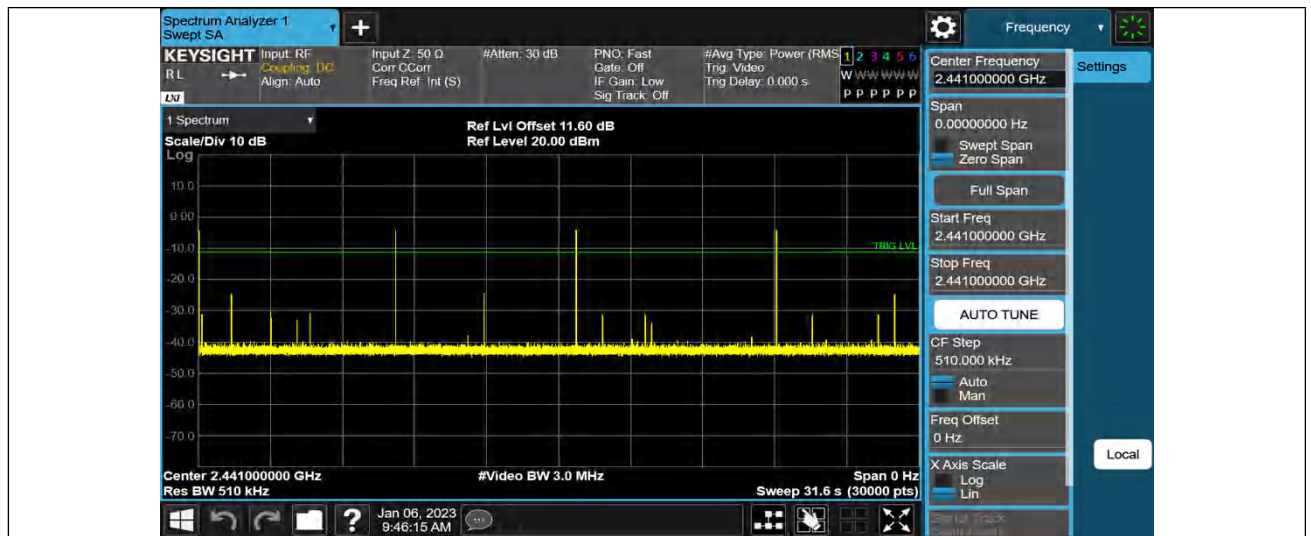 Spectrum Analyzer 1
Swept SA
Frequency
KEYSIGHT
RL
LXI
Input: RF
Coupling: DC
Align: Auto
Input Z: 50 Ω
Corr CCorr
Freq Ref: Int (S)
#Atten: 30 dB
PNO: Fast
Gate: Off
IF Gain: Low
Sig Track: Off
#Avg Type: Power (RMS
Trig: Video
Trig Delay: 0.000 s
1 2 3 4 5 6
W W W W W W
P P P P P P
1 Spectrum
Scale/Div 10 dB
Ref Lvl Offset 11.60 dB
Ref Level 20.00 dBm
Log
10.0
0.00
-10.0
TRIG LVL
-20.0
-30.0
-40.0
-50.0
-60.0
-70.0
Center 2.441000000 GHz
#Video BW 3.0 MHz
Span 0 Hz
Res BW 510 kHz
Sweep 31.6 s (30000 pts)
Center Frequency
2.441000000 GHz
Settings
Span
0.00000000 Hz
Swept Span
Zero Span
Full Span
Start Freq
2.441000000 GHz
Stop Freq
2.441000000 GHz
AUTO TUNE
CF Step
510.000 kHz
Auto
Man
Freq Offset
0 Hz
X Axis Scale
Log
Lin
Local
Signal Track
?
Jan 06, 2023
9:46:15 AM